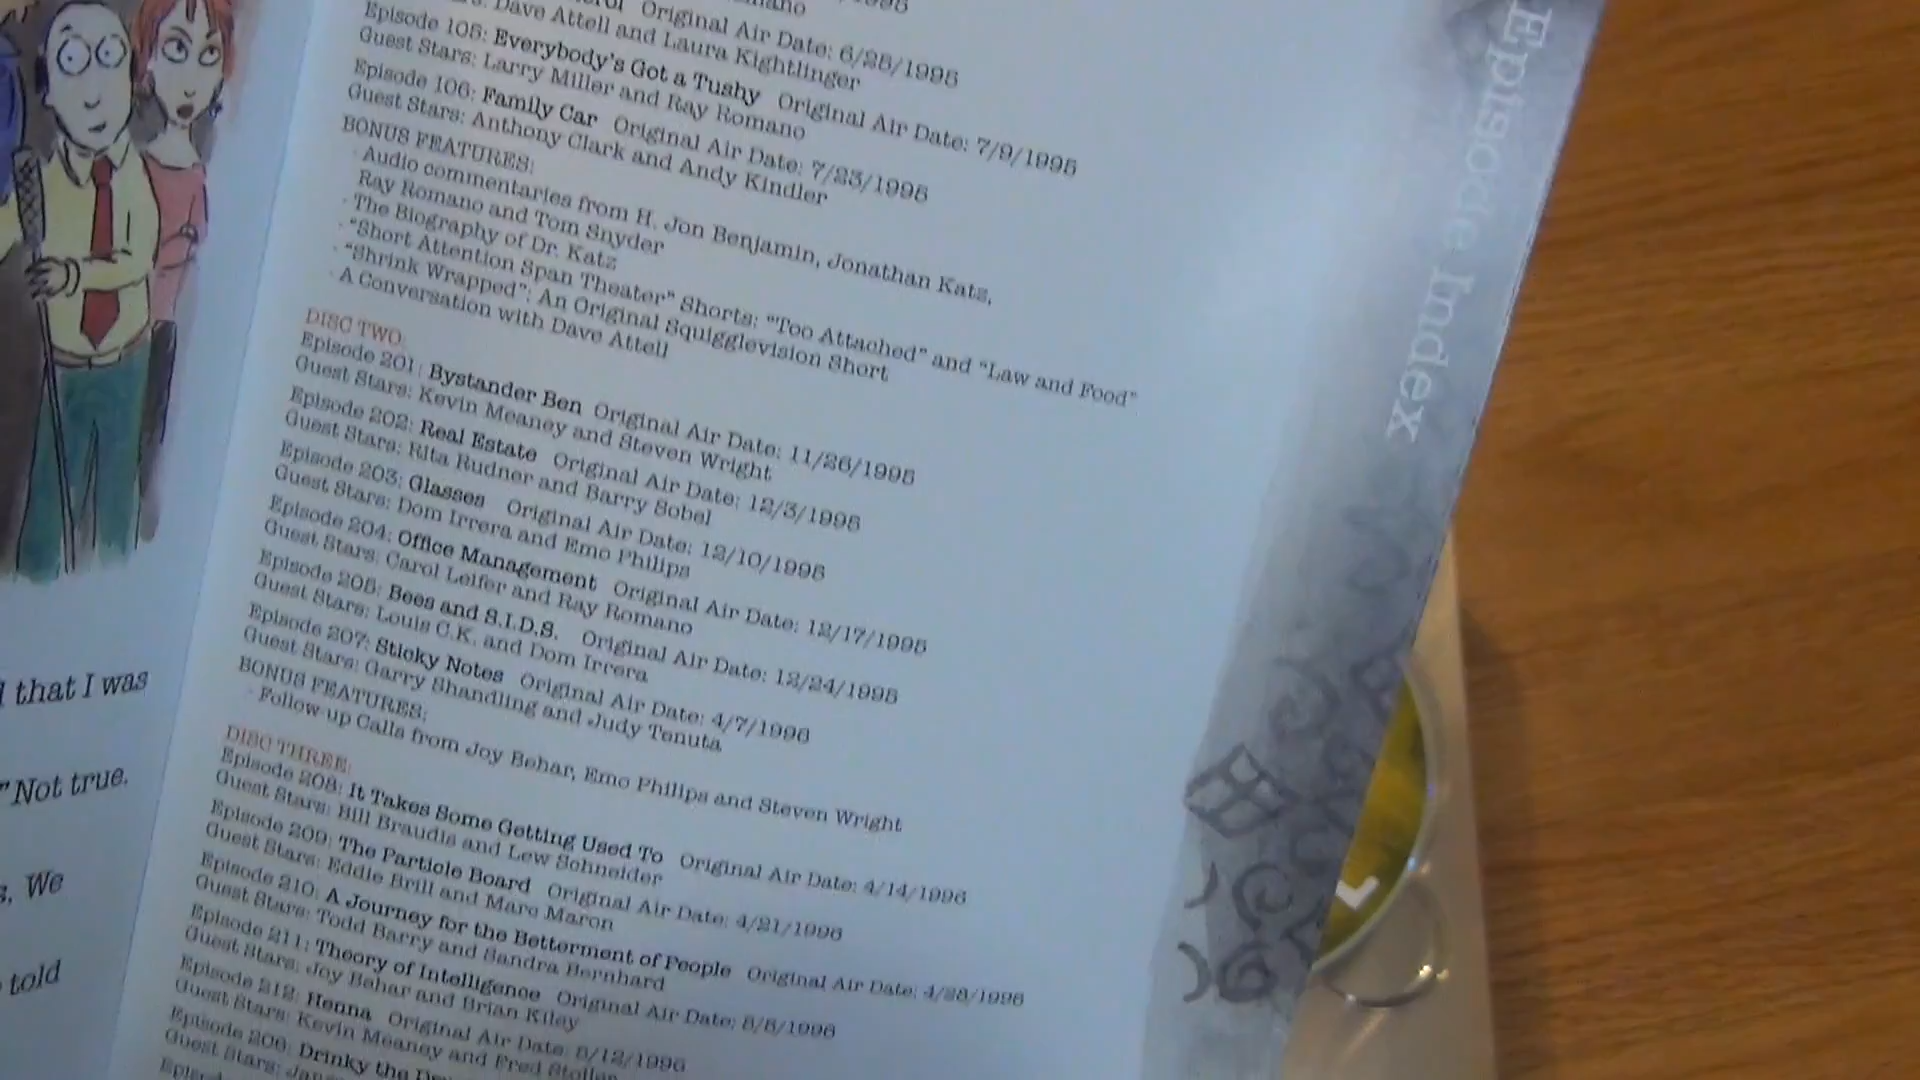 Original Air Date: 6/25/1995
Dave Attell and Laura Kightlinger
Episode 105: Everybody's Got a Tushy Original Air Date: 7/9/1995
Guest Stars: Larry Miller and Ray Romano
Episode 106: Family Car Original Air Date: 7/23/1995
Guest Stars: Anthony Clark and Andy Kindler
BONUS FEATURES:
· Audio commentaries from H. Jon Benjamin, Jonathan Katz,
Ray Romano and Tom Snyder
· The Biography of Dr. Katz
· "Short Attention Span Theater" Shorts: "Too Attached" and "Law and Food"
· "Shrink Wrapped": An Original Squigglevision Short
· A Conversation with Dave Attell
DISC TWO:
Episode 201: Bystander Ben Original Air Date: 11/26/1995
Guest Stars: Kevin Meaney and Steven Wright
Episode 202: Real Estate Original Air Date: 12/3/1995
Guest Stars: Rita Rudner and Barry Sobel
Episode 203: Glasses Original Air Date: 12/10/1995
Guest Stars: Dom Irrera and Emo Philips
Episode 204: Office Management Original Air Date: 12/17/1995
Guest Stars: Carol Leifer and Ray Romano
Episode 205: Bees and S.I.D.S. Original Air Date: 12/24/1995
Guest Stars: Louis C.K. and Dom Irrera
Episode 207: Sticky Notes Original Air Date: 4/7/1996
Guest Stars: Garry Shandling and Judy Tenuta
BONUS FEATURES:
· Follow up Calls from Joy Behar, Emo Philips and Steven Wright
DISC THREE:
Episode 208: It Takes Some Getting Used To Original Air Date: 4/14/1996
Guest Stars: Bill Braudis and Lew Schneider
Episode 209: The Particle Board Original Air Date: 4/21/1996
Guest Stars: Eddie Brill and Marc Maron
Episode 210: A Journey for the Betterment of People Original Air Date: 4/28/1996
Guest Stars: Todd Barry and Sandra Bernhard
Episode 211: Theory of Intelligence Original Air Date: 5/5/1996
Guest Stars: Joy Behar and Brian Kiley
Episode 212: Henna Original Air Date: 5/12/1996
Guest Stars: Kevin Meaney and Fred Stoller
Episode 206: Drinky the
Guest Stars:
Episode Index
that I was
Not true.
We
told